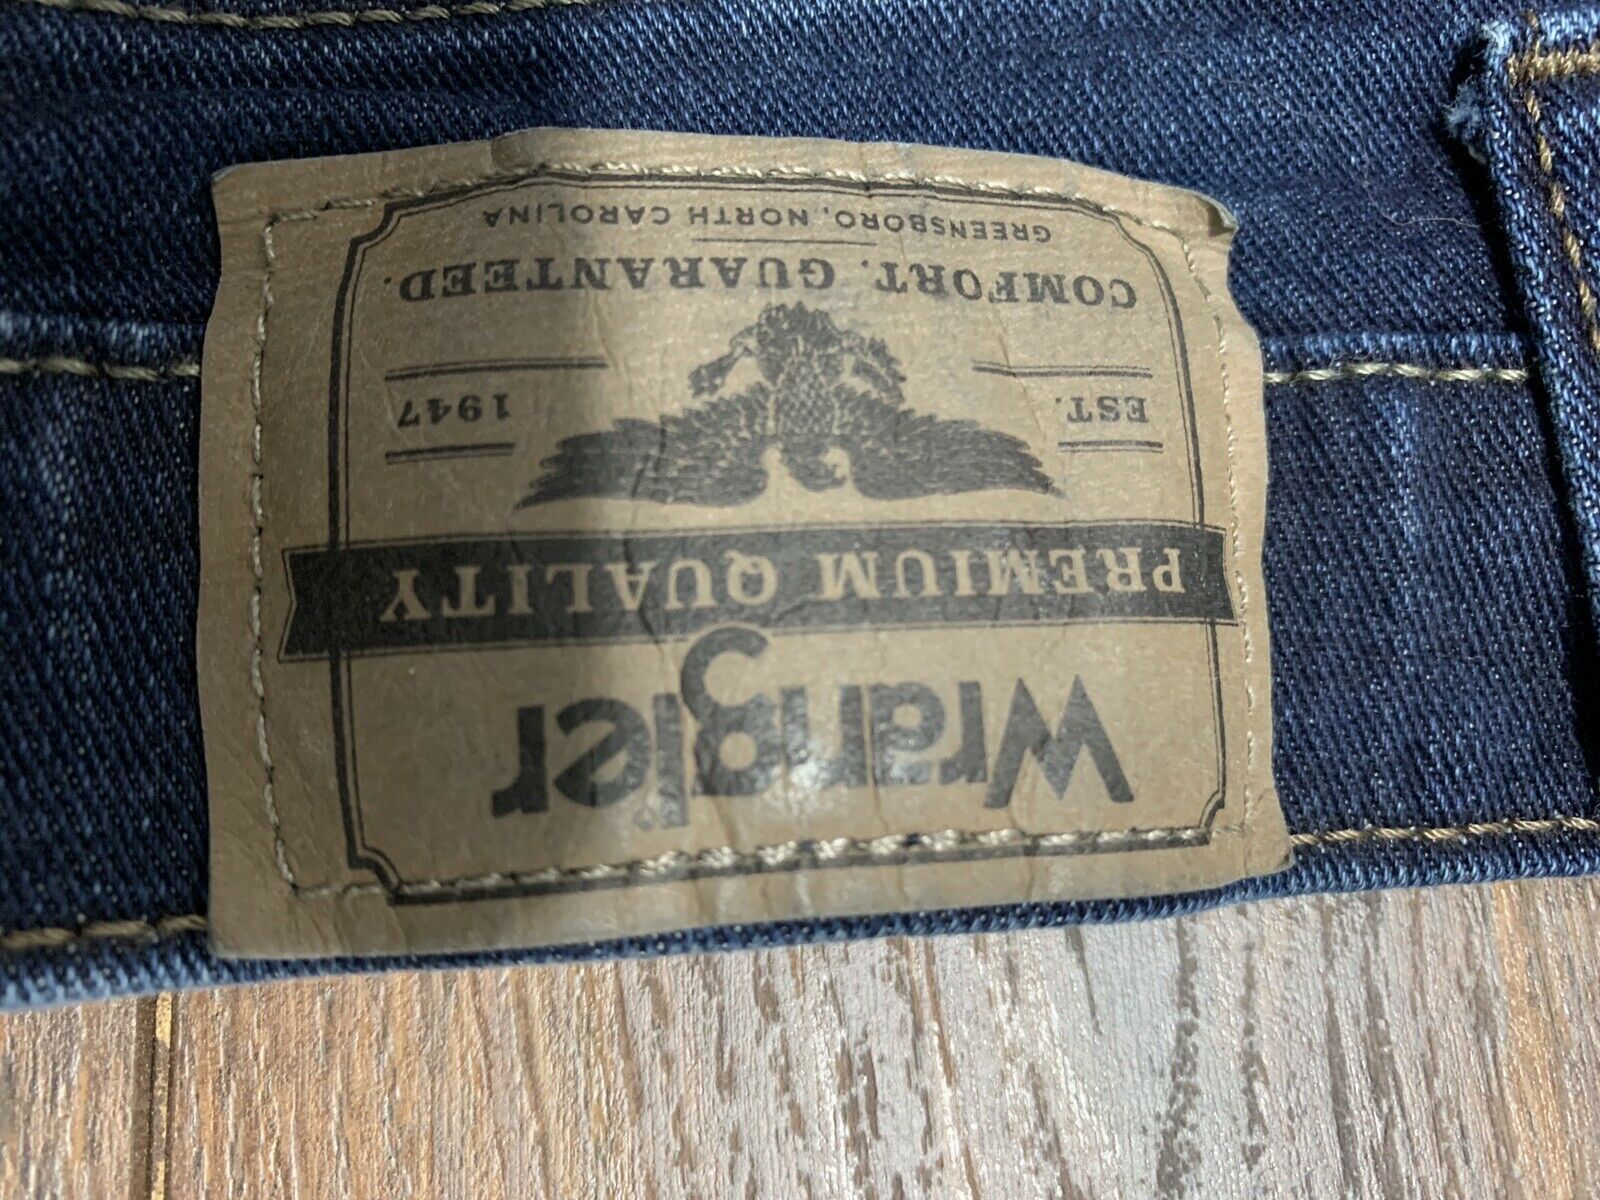 Wrangler
PREMIUM QUALITY
EST. 1947
COMFORT. GUARANTEED.
GREENSBORO, NORTH CAROLINA